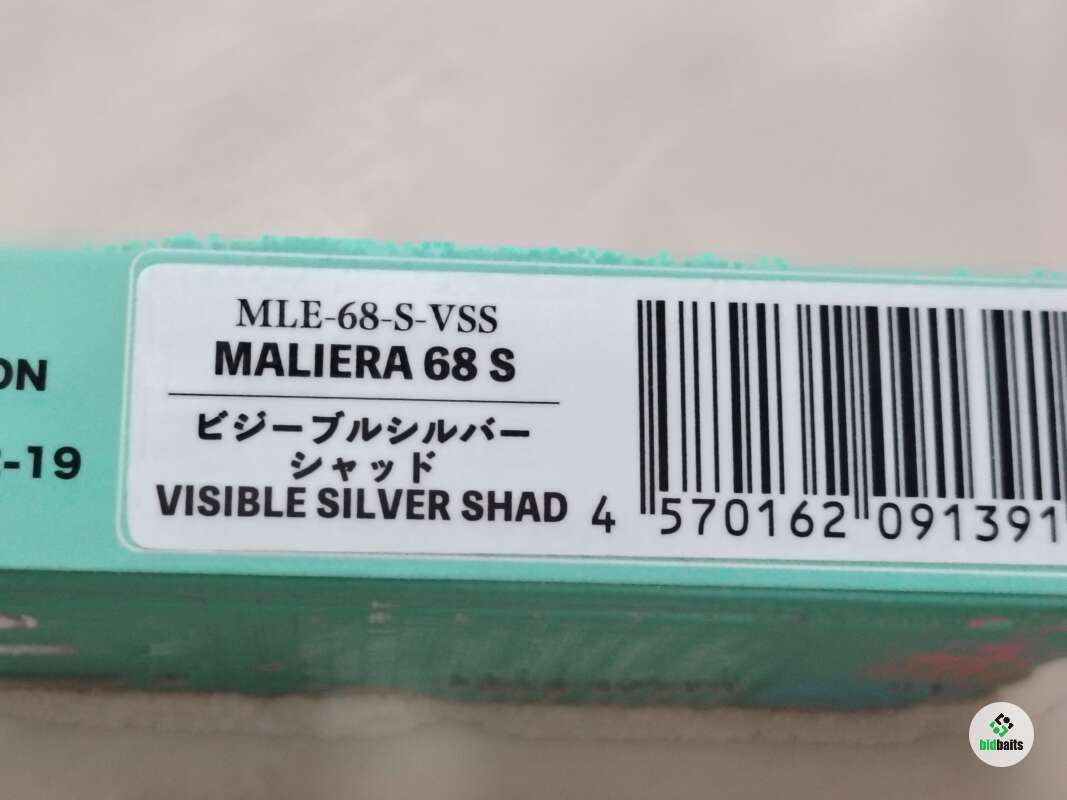 ON
-19
MLE-68-S-VSS
MALIERA 68 S
ビジーブルシルバー
シャッド
VISIBLE SILVER SHAD
4 570162 091391
bidbaits